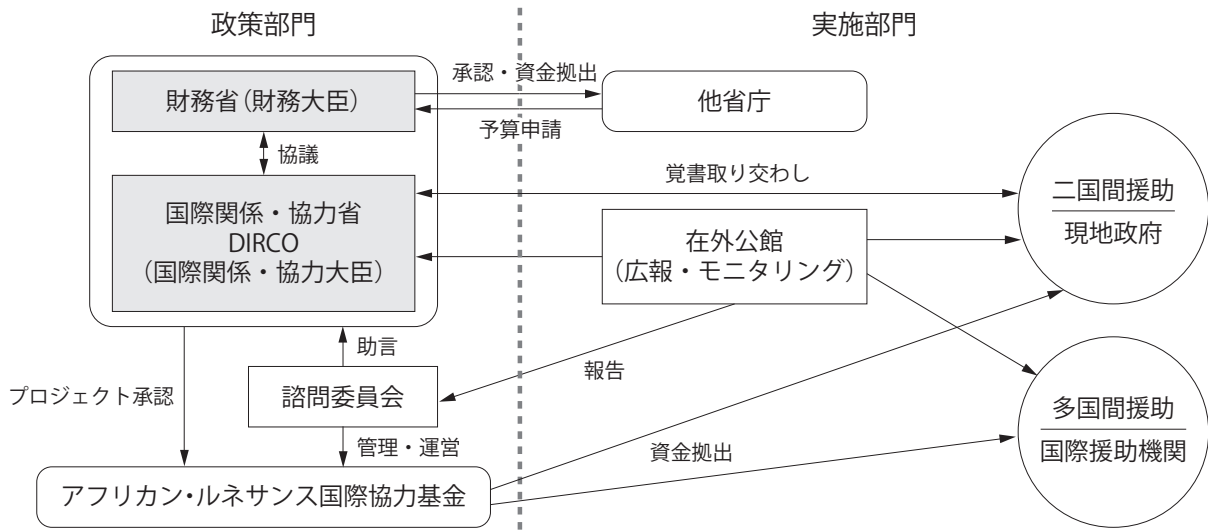 政策部門
実施部門
財務省（財務大臣）
承認・資金拠出
予算申請
他省庁
協議
国際関係・協力省
DIRCO
（国際関係・協力大臣）
覚書取り交わし
在外公館
（広報・モニタリング）
二国間援助
現地政府
助言
諮問委員会
報告
プロジェクト承認
管理・運営
資金拠出
多国間援助
国際援助機関
アフリカン・ルネサンス国際協力基金